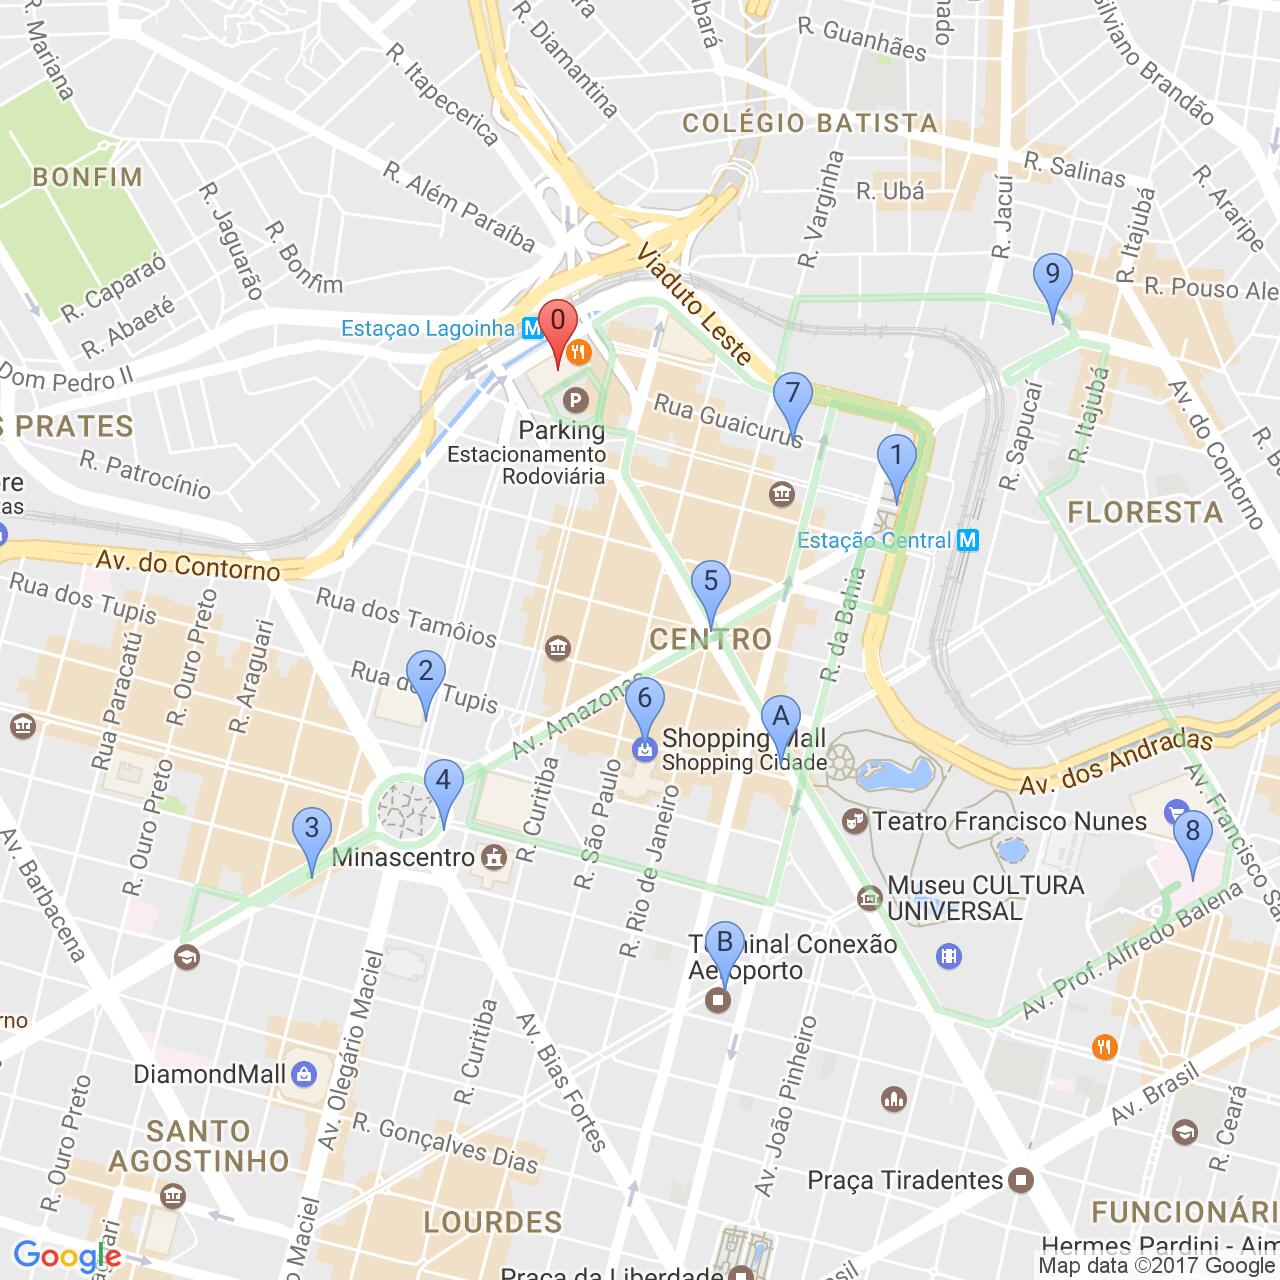 R. Mariana
R. Diamantina
R. Guanhães
Silviano Brandão
R. Itapecerica
COLÉGIO BATISTA
R. Salinas
BONFIM
R. Além Paraíba
R. Varginha
R. Ubá
R. Jacuí
R. Itajubá
R. Araripe
R. Jaguarão
R. Bonfim
Viaduto Leste
R. Caparaó
R. Abaeté
9
R. Pouso Ale
Estaçao Lagoinha
M
0
Dom Pedro II
S PRATES
7
Rua Guaicurus
P
Parking
Estacionamento
Rodoviária
R. Patrocínio
R. Sapucaí
R. Itajubá
Av. do Contorno
1
FLORESTA
Estação Central
M
Av. do Contorno
Rua dos Tupis
R. Ouro Preto
Rua dos Tamôios
5
R. da Bahia
CENTRO
Rua Paracatú
R. Araguari
2
Rua dos Tupis
Av. Amazonas
6
A
Shopping Mall
Shopping Cidade
Av. dos Andradas
4
3
R. Ouro Preto
R. Curitiba
R. São Paulo
R. Rio de Janeiro
Teatro Francisco Nunes
8
Av. Francisco Sa
Minascentro
Museu CULTURA
UNIVERSAL
Av. Barbacena
B
Terminal Conexão
Aeroporto
Av. Prof. Alfredo Balena
rno
R. Olegário Maciel
R. Curitiba
Av. Bias Fortes
Av. João Pinheiro
DiamondMall
Av. Brasil
R. Ceará
R. Ouro Preto
SANTO
AGOSTINHO
R. Gonçalves Dias
Praça Tiradentes
LOURDES
FUNCIONÁRI
Hermes Pardini - Aim
Google
Praça da Liberdade
Map data ©2017 Google